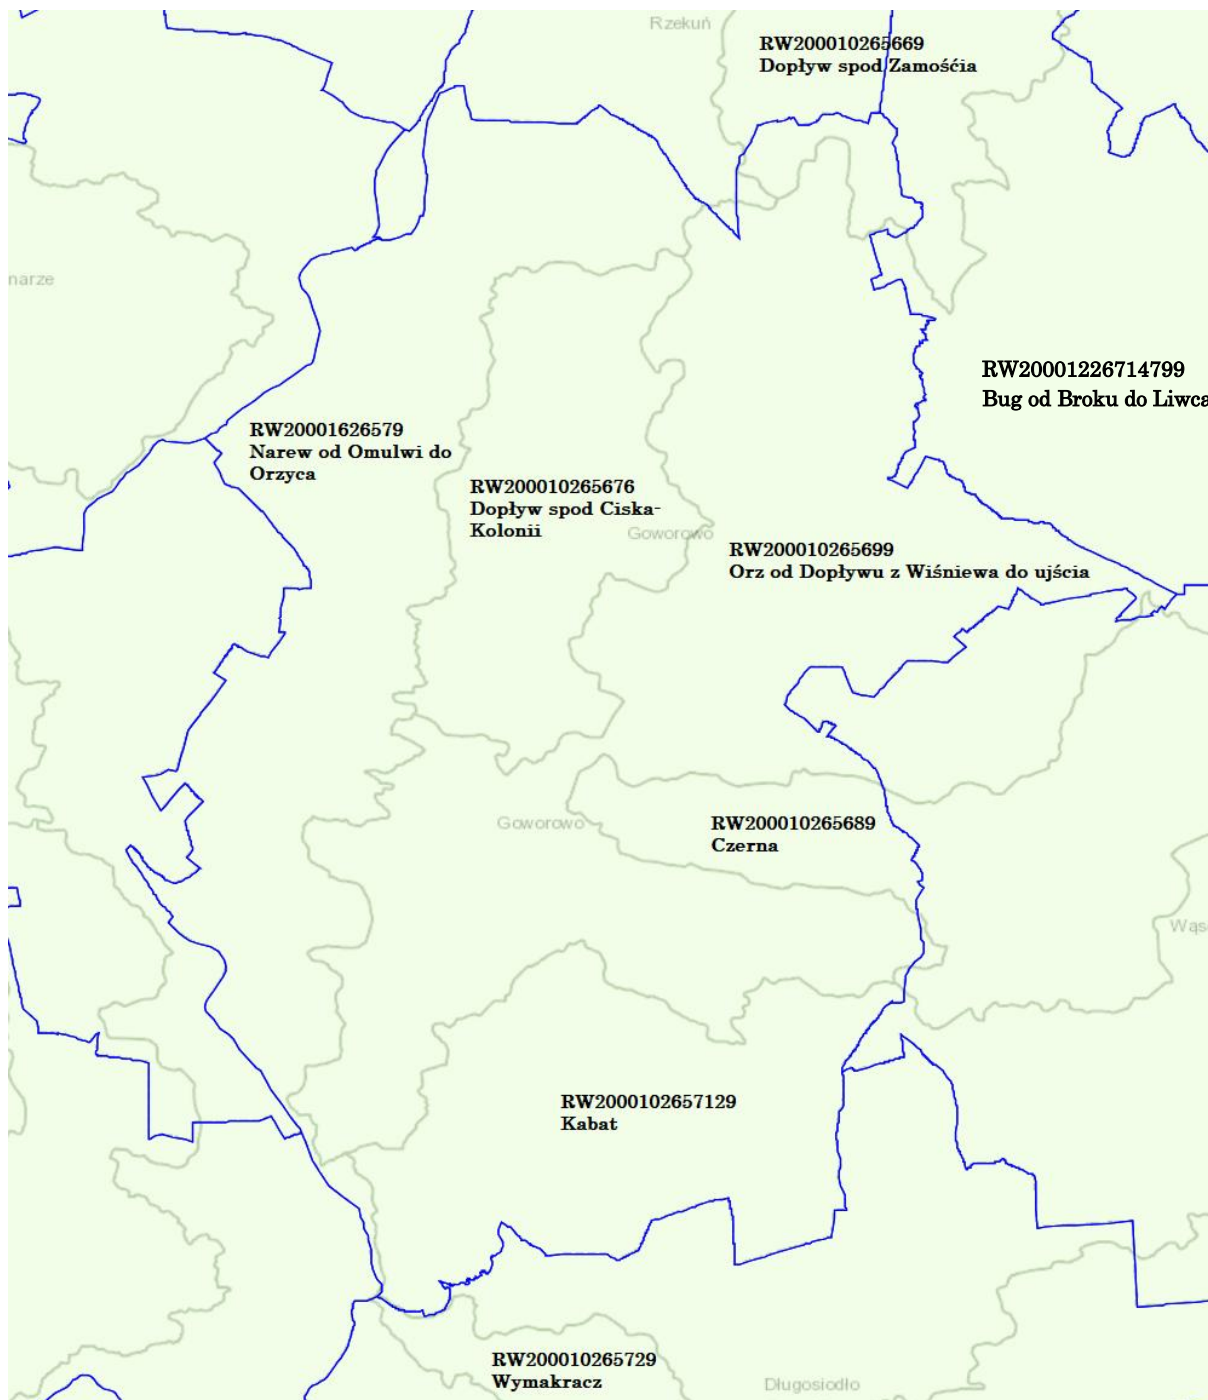 Rzekuń
RW200010265669
Dopływ spod Zamośćia
narze
RW20001226714799
Bug od Broku do Liwca
RW20001626579
Narew od Omulwi do
Orzyca
RW200010265676
Dopływ spod Ciska-
Kolonii
Goworowo
RW200010265699
Orz od Dopływu z Wiśniewa do ujścia
Goworowo
RW200010265689
Czerna
Wąs
RW2000102657129
Kabat
RW200010265729
Wymakracz
Długosiodło